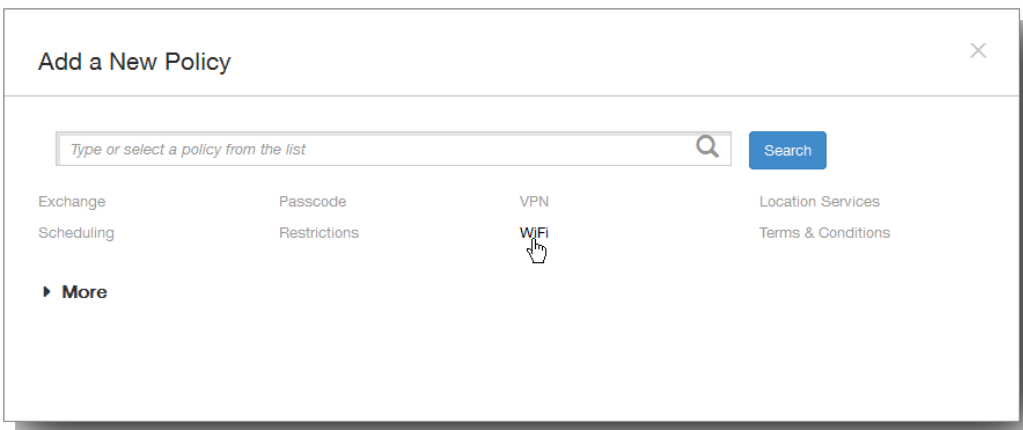 Add a New Policy
Type or select a policy from the list
Search
Exchange Passcode VPN Location Services
Scheduling Restrictions WiFi Terms & Conditions
More